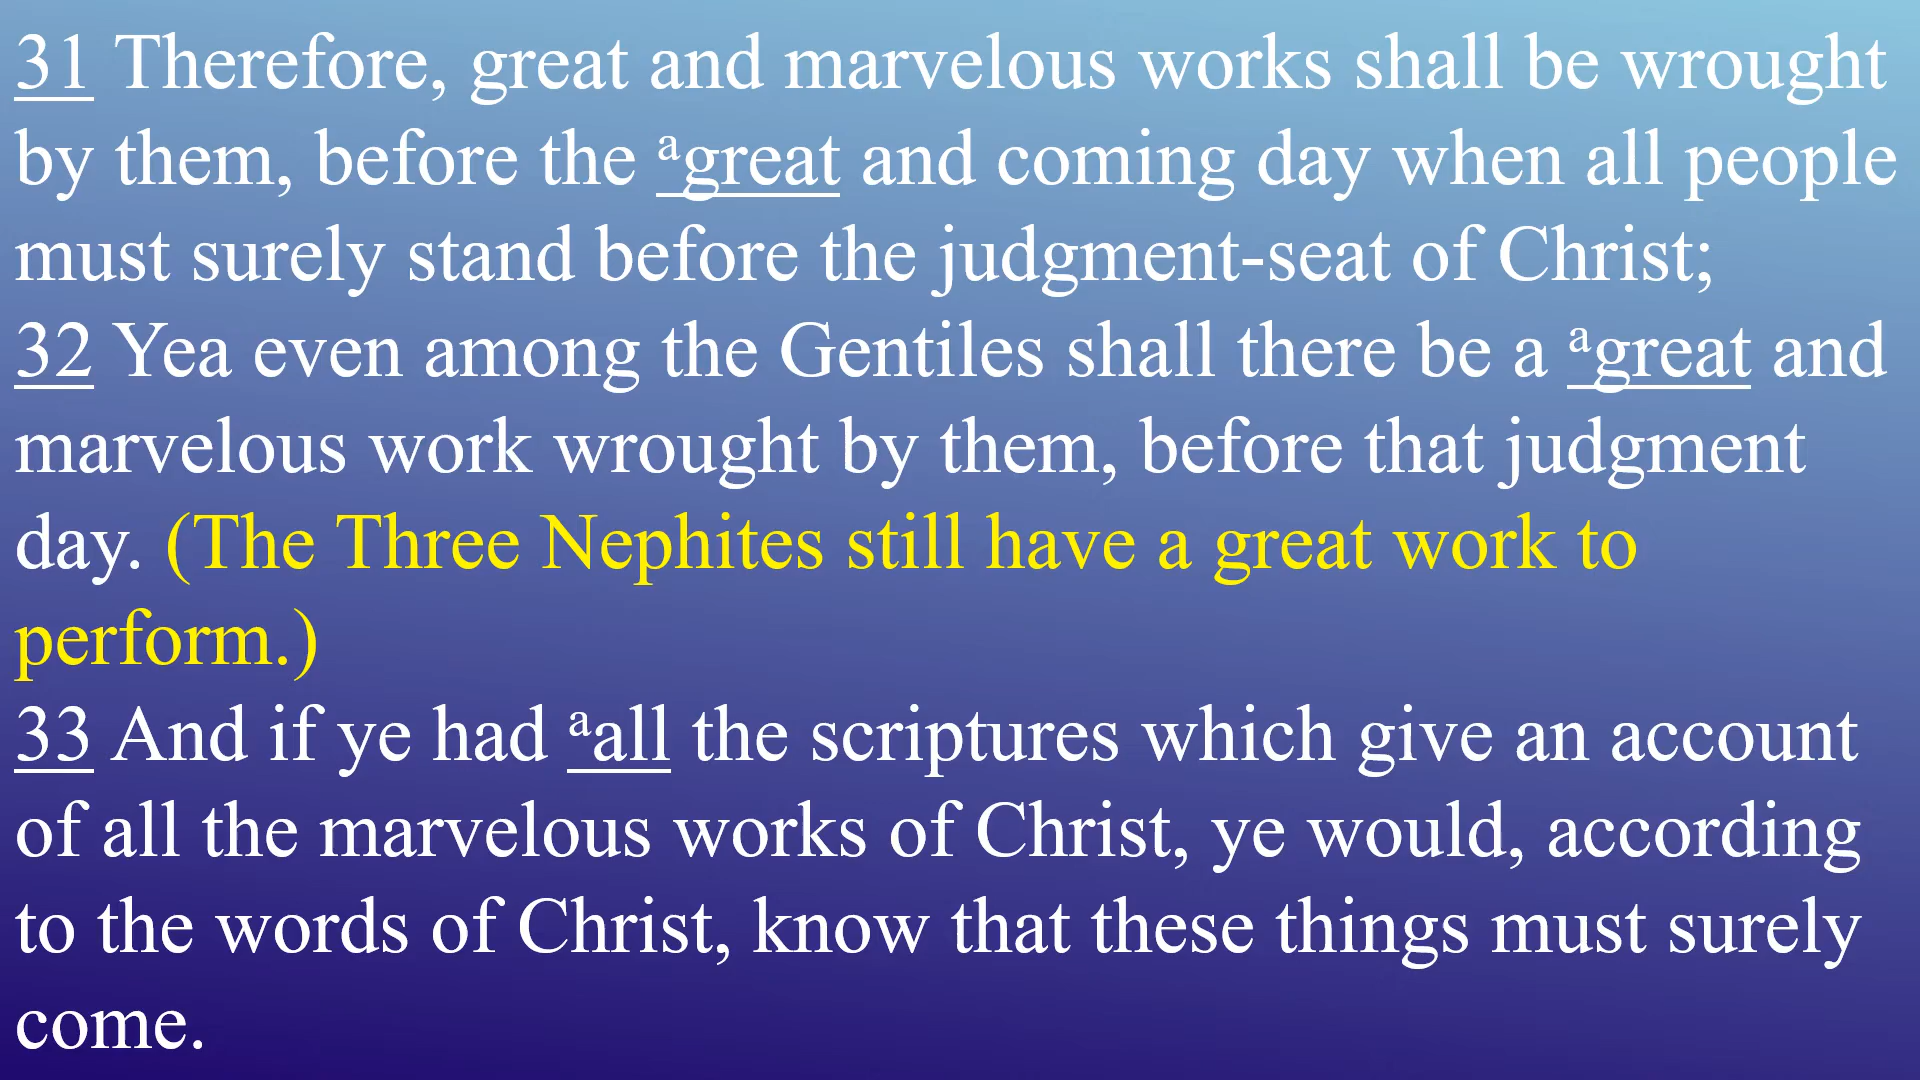 31 Therefore, great and marvelous works shall be wrought
by them, before the ᵃgreat and coming day when all people
must surely stand before the judgment-seat of Christ;
32 Yea even among the Gentiles shall there be a ᵃgreat and
marvelous work wrought by them, before that judgment
day. (The Three Nephites still have a great work to
perform.)
33 And if ye had ᵃall the scriptures which give an account
of all the marvelous works of Christ, ye would, according
to the words of Christ, know that these things must surely
come.